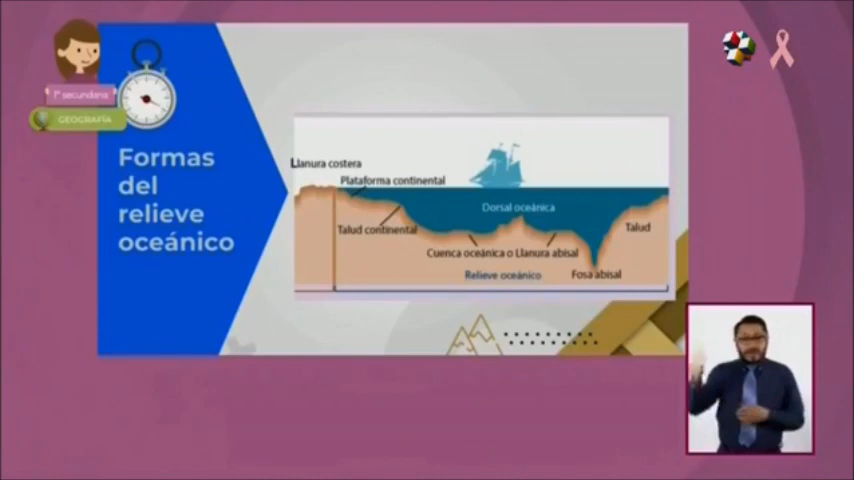 1° secundaria
GEOGRAFÍA
Formas
del
relieve
oceánico
Llanura costera
Plataforma continental
Dorsal oceánica
Talud continental
Talud
Cuenca oceánica o Llanura abisal
Relieve oceánico
Fosa abisal